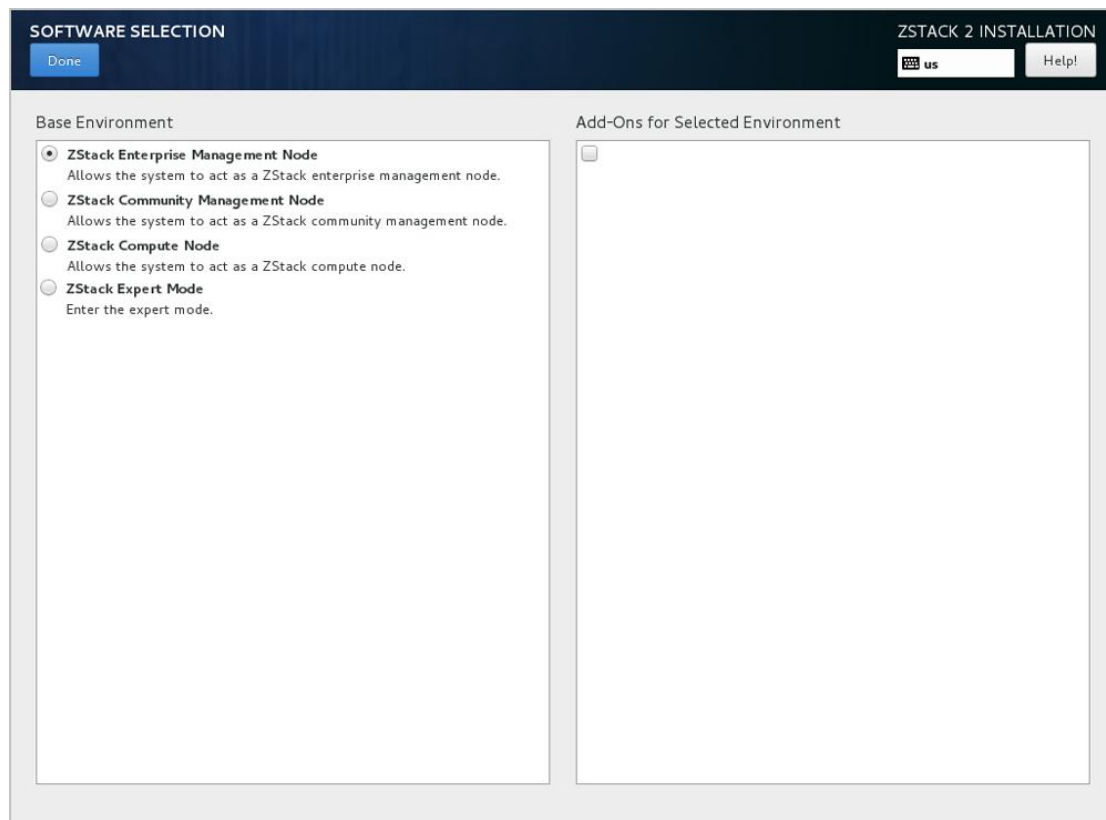 SOFTWARE SELECTION
ZSTACK 2 INSTALLATION
Done
us
Help!
Base Environment
Add-Ons for Selected Environment
ZStack Enterprise Management Node
Allows the system to act as a ZStack enterprise management node.
ZStack Community Management Node
Allows the system to act as a ZStack community management node.
ZStack Compute Node
Allows the system to act as a ZStack compute node.
ZStack Expert Mode
Enter the expert mode.